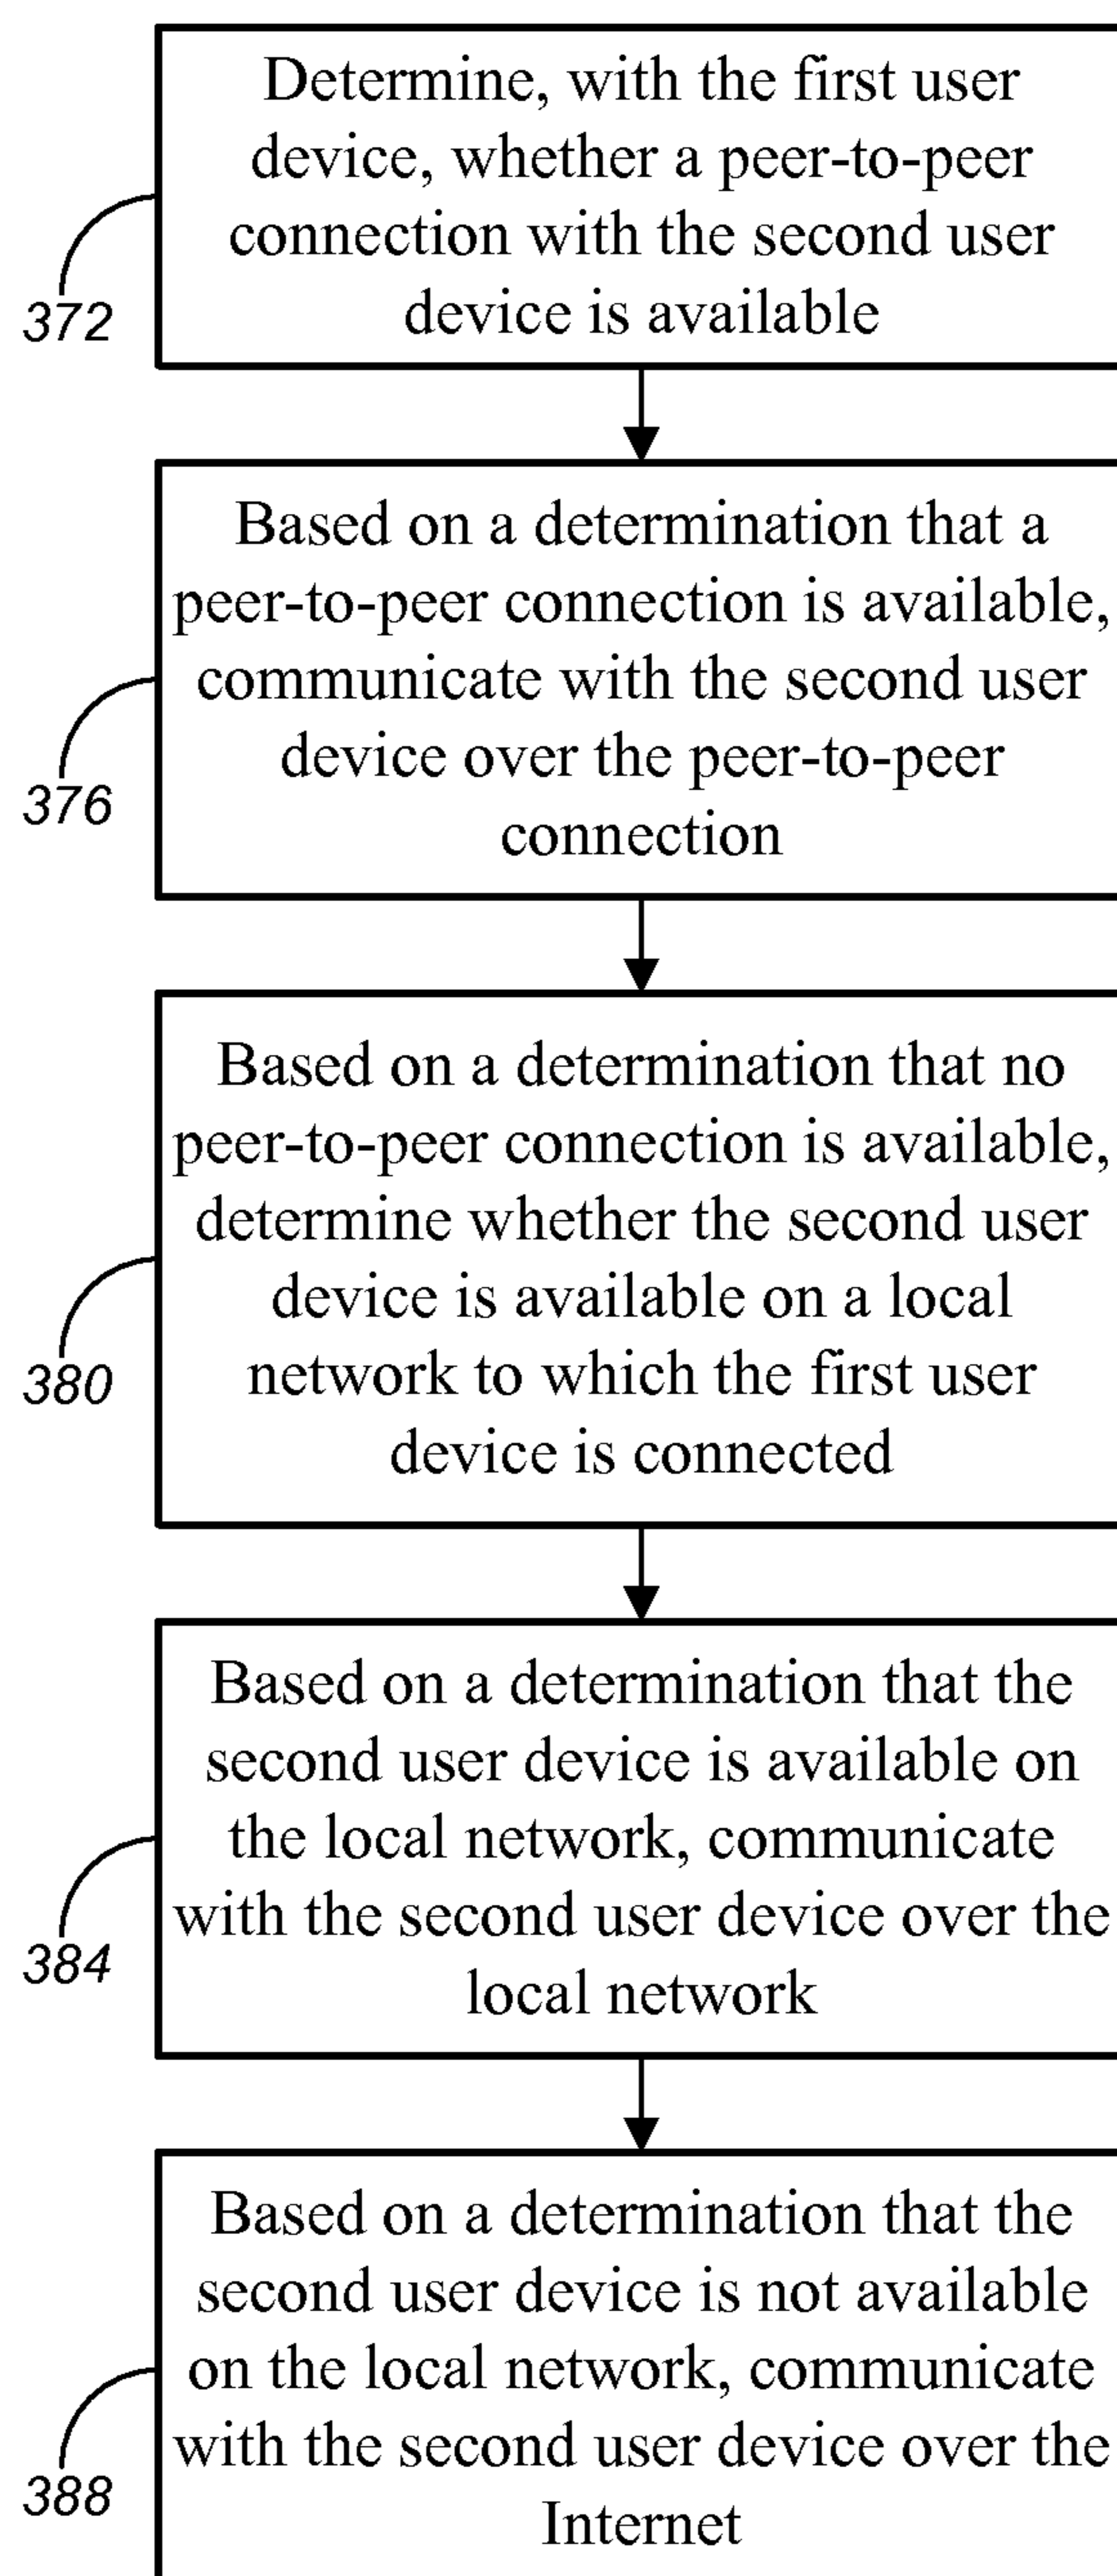 Determine, with the first user
device, whether a peer-to-peer
connection with the second user
device is available
372
Based on a determination that a
peer-to-peer connection is available,
communicate with the second user
device over the peer-to-peer
connection
376
Based on a determination that no
peer-to-peer connection is available,
determine whether the second user
device is available on a local
network to which the first user
device is connected
380
Based on a determination that the
second user device is available on
the local network, communicate
with the second user device over the
local network
384
Based on a determination that the
second user device is not available
on the local network, communicate
with the second user device over the
Internet
388